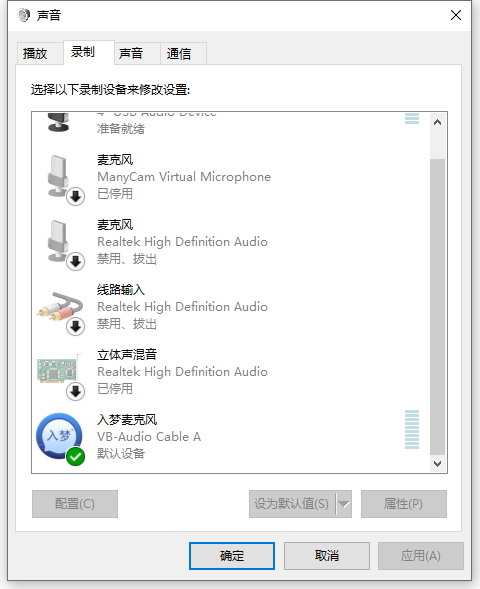 声音
播放 录制 声音 通信
选择以下录制设备来修改设置:
4- USB Audio Device
准备就绪
麦克风
ManyCam Virtual Microphone
已停用
麦克风
Realtek High Definition Audio
禁用、拔出
线路输入
Realtek High Definition Audio
禁用、拔出
立体声混音
Realtek High Definition Audio
已停用
入梦
入梦麦克风
VB-Audio Cable A
默认设备
配置(C) 设为默认值(S) 属性(P)
确定 取消 应用(A)